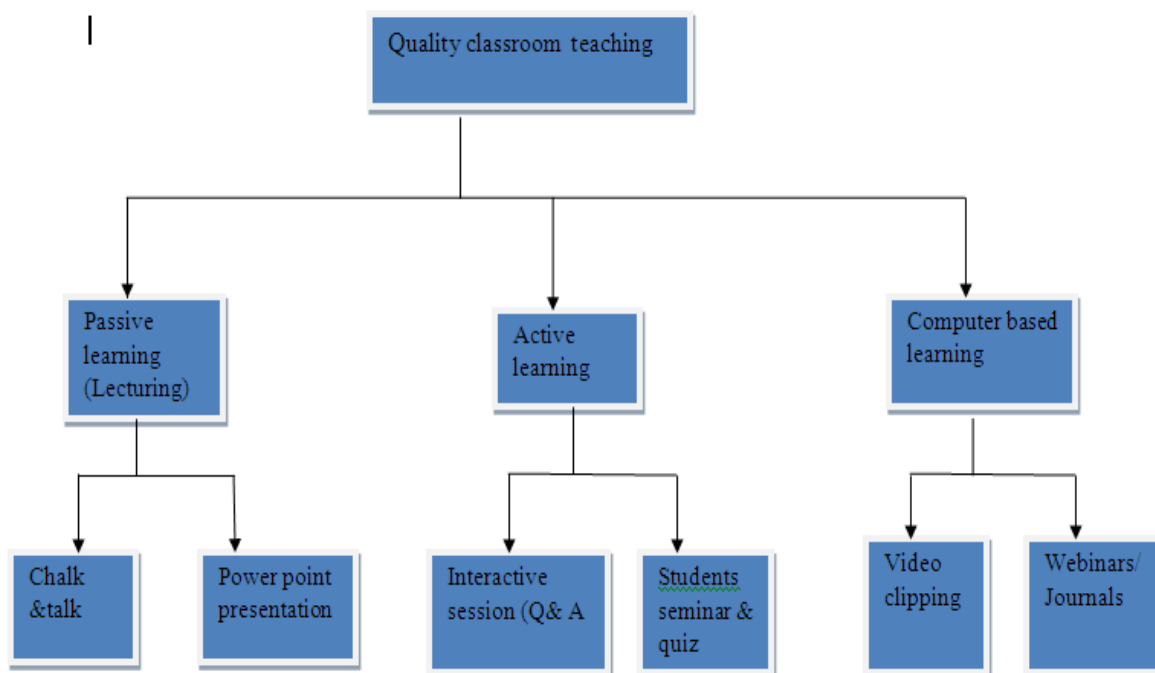 Quality classroom teaching
Passive
learning
(Lecturing)
Active
learning
Computer based
learning
Chalk
&talk
Power point
presentation
Interactive
session (Q& A
Students
seminar &
quiz
Video
clipping
Webinars/
Journals